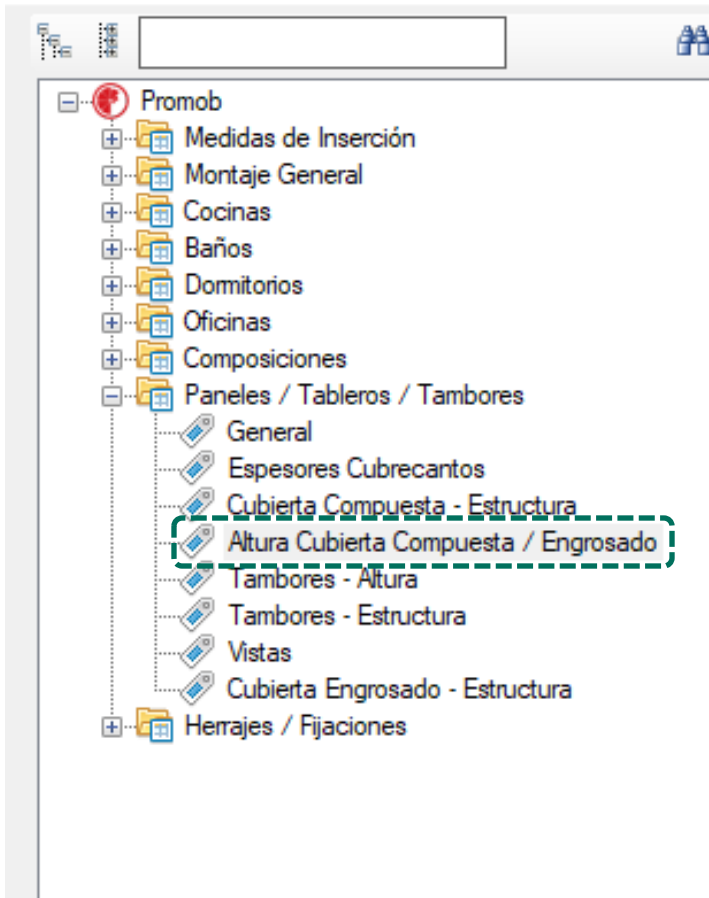 Promob
Medidas de Inserción
Montaje General
Cocinas
Baños
Dormitorios
Oficinas
Composiciones
Paneles / Tableros / Tambores
General
Espesores Cubrecantos
Cubierta Compuesta - Estructura
Altura Cubierta Compuesta / Engrosado
Tambores - Altura
Tambores - Estructura
Vistas
Cubierta Engrosado - Estructura
Herrajes / Fijaciones